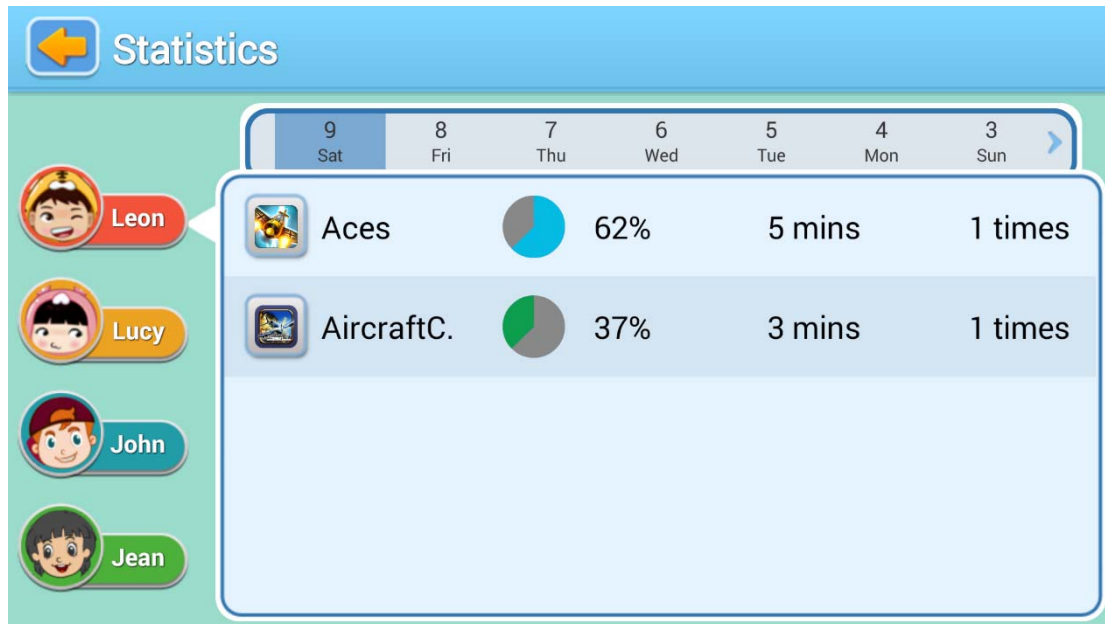 Statistics
9 8 7 6 5 4 3
Sat Fri Thu Wed Tue Mon Sun
Leon
Aces 62% 5 mins 1 times
Lucy
AircraftC. 37% 3 mins 1 times
John
Jean